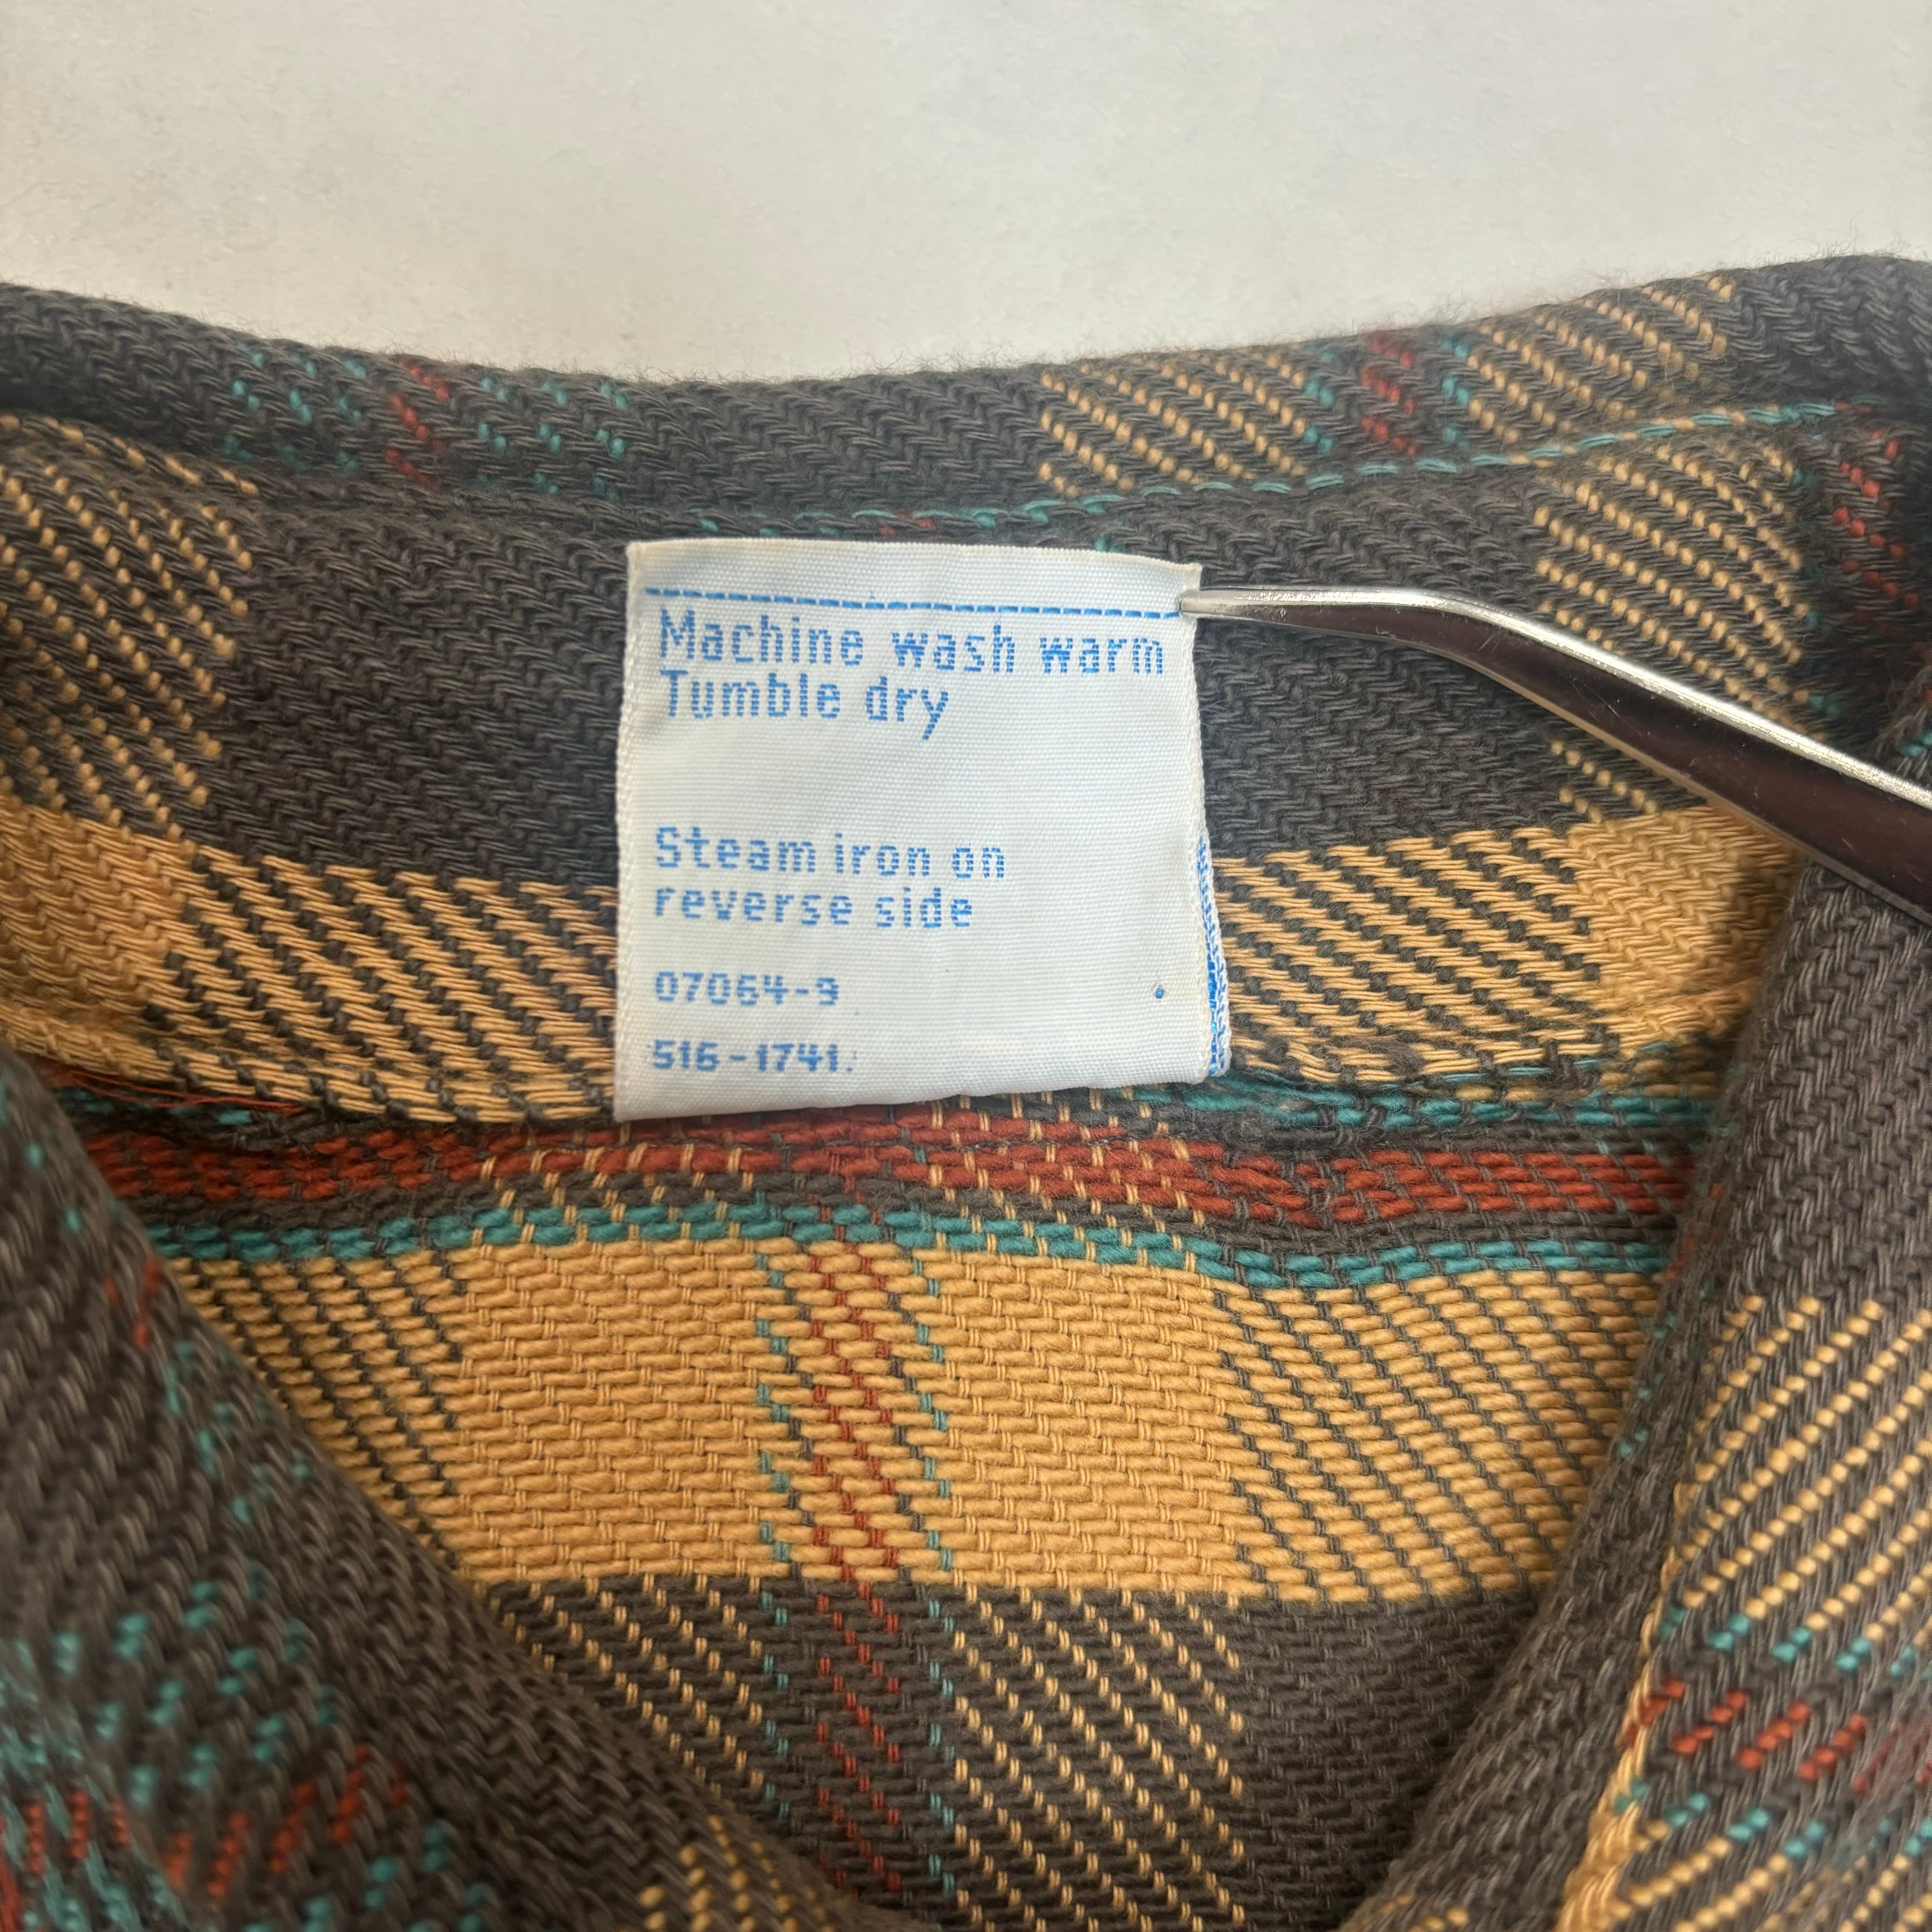 Machine wash warm
Tumble dry
Steam iron on
reverse side
07064-9
516-1741.